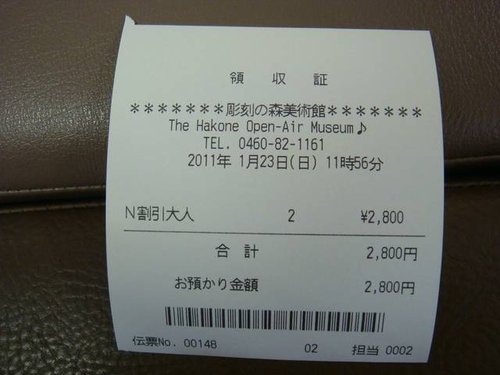 領 収 証
*******彫刻の森美術館*******
The Hakone Open-Air Museum♪
TEL. 0460-82-1161
2011年 1月23日(日) 11時56分
N割引大人 2 ¥2,800
合 計 2,800円
お預かり金額 2,800円
伝票No. 00148 02 担当 0002